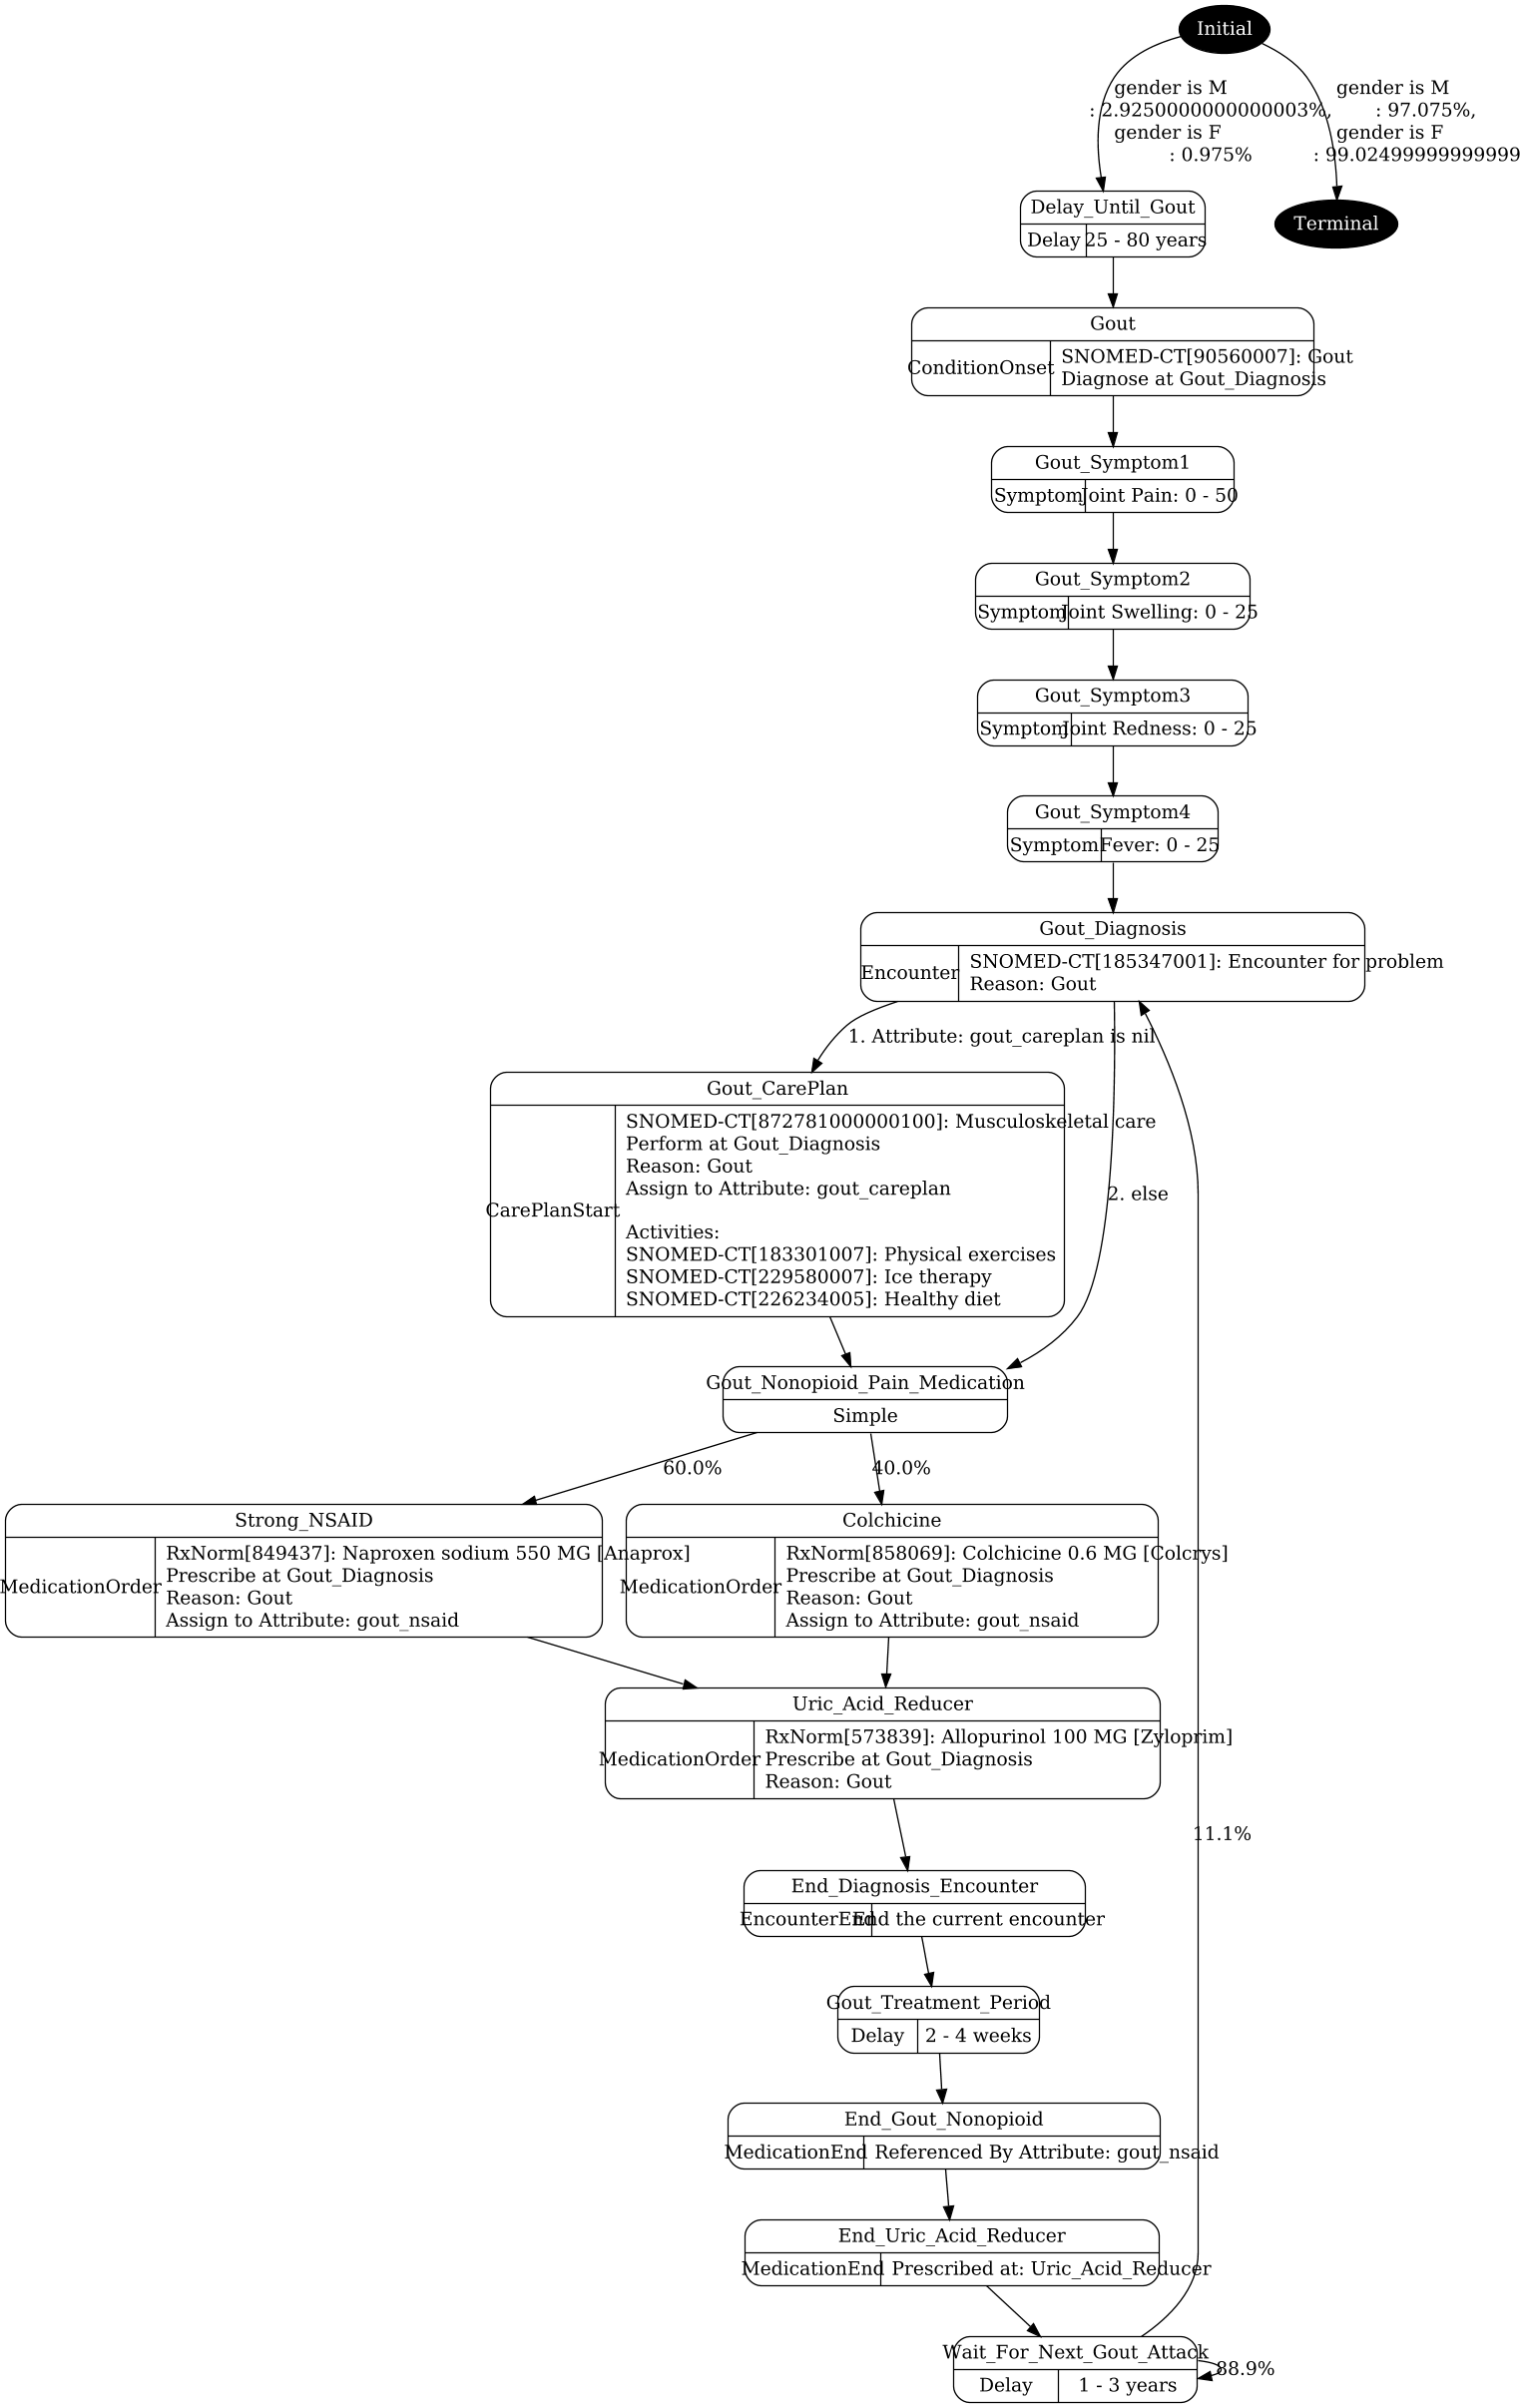 Initial
gender is M
: 2.9250000000000003%,
gender is F
: 0.975%
gender is M
: 97.075%,
gender is F
: 99.02499999999999
Delay_Until_Gout
Delay
25 - 80 years
Terminal
Gout
ConditionOnset
SNOMED-CT[90560007]: Gout
Diagnose at Gout_Diagnosis
Gout_Symptom1
Symptom
Joint Pain: 0 - 50
Gout_Symptom2
Symptom
Joint Swelling: 0 - 25
Gout_Symptom3
Symptom
Joint Redness: 0 - 25
Gout_Symptom4
Symptom
Fever: 0 - 25
Gout_Diagnosis
Encounter
SNOMED-CT[185347001]: Encounter for problem
Reason: Gout
1. Attribute: gout_careplan is nil
Gout_CarePlan
CarePlanStart
SNOMED-CT[872781000000100]: Musculoskeletal care
Perform at Gout_Diagnosis
Reason: Gout
Assign to Attribute: gout_careplan
Activities:
SNOMED-CT[183301007]: Physical exercises
SNOMED-CT[229580007]: Ice therapy
SNOMED-CT[226234005]: Healthy diet
2. else
Gout_Nonopioid_Pain_Medication
Simple
60.0%
40.0%
Strong_NSAID
MedicationOrder
RxNorm[849437]: Naproxen sodium 550 MG [Anaprox]
Prescribe at Gout_Diagnosis
Reason: Gout
Assign to Attribute: gout_nsaid
Colchicine
MedicationOrder
RxNorm[858069]: Colchicine 0.6 MG [Colcrys]
Prescribe at Gout_Diagnosis
Reason: Gout
Assign to Attribute: gout_nsaid
Uric_Acid_Reducer
MedicationOrder
RxNorm[573839]: Allopurinol 100 MG [Zyloprim]
Prescribe at Gout_Diagnosis
Reason: Gout
11.1%
End_Diagnosis_Encounter
EncounterEnd
End the current encounter
Gout_Treatment_Period
Delay
2 - 4 weeks
End_Gout_Nonopioid
MedicationEnd
Referenced By Attribute: gout_nsaid
End_Uric_Acid_Reducer
MedicationEnd
Prescribed at: Uric_Acid_Reducer
Wait_For_Next_Gout_Attack
Delay
1 - 3 years
88.9%